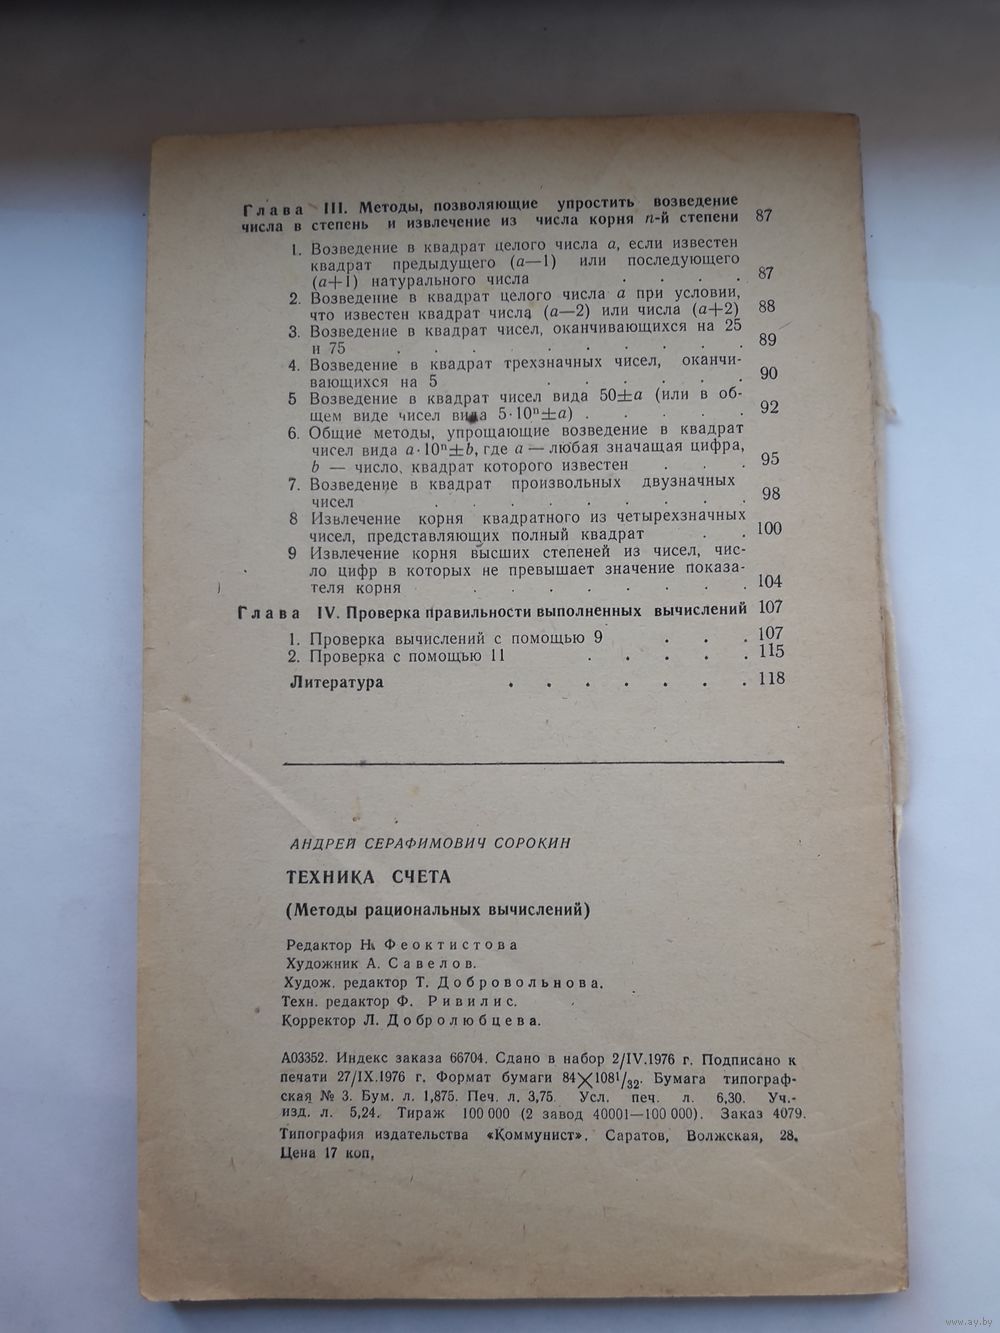 Глава III. Методы, позволяющие упростить возведение
числа в степень и извлечение из числа корня n-й степени 87
1. Возведение в квадрат целого числа а, если известен
квадрат предыдущего (а—1) или последующего
(а+1) натурального числа . . . . 87
2. Возведение в квадрат целого числа а при условии,
что известен квадрат числа (а—2) или числа (а+2) 88
3. Возведение в квадрат чисел, оканчивающихся на 25
и 75 . . . . . . . . . 89
4. Возведение в квадрат трехзначных чисел, оканчи-
вающихся на 5 . . . . . . 90
5 Возведение в квадрат чисел вида 50±а (или в об-
щем виде чисел вида 5·10ⁿ±а) . . . . . 92
6. Общие методы, упрощающие возведение в квадрат
чисел вида а·10ⁿ±b, где а — любая значащая цифра,
b — число, квадрат которого известен . . . 95
7. Возведение в квадрат произвольных двузначных
чисел . . . . . . . . . 98
8 Извлечение корня квадратного из четырехзначных
чисел, представляющих полный квадрат . . 100
9 Извлечение корня высших степеней из чисел, чис-
ло цифр в которых не превышает значение показа-
теля корня . . . . . . . . 104
Глава IV. Проверка правильности выполненных вычислений 107
1. Проверка вычислений с помощью 9 . . . 107
2. Проверка с помощью 11 . . . . . 115
Литература . . . . . . . 118
АНДРЕЙ СЕРАФИМОВИЧ СОРОКИН
ТЕХНИКА СЧЕТА
(Методы рациональных вычислений)
Редактор Н. Феоктистова
Художник А. Савелов.
Худож. редактор Т. Добровольнова.
Техн. редактор Ф. Ривилис.
Корректор Л. Добролюбцева.
А03352. Индекс заказа 66704. Сдано в набор 2/IV.1976 г. Подписано к
печати 27/IX.1976 г. Формат бумаги 84×108¹/₃₂. Бумага типограф-
ская № 3. Бум. л. 1,875. Печ. л. 3,75. Усл. печ. л. 6,30. Уч.-
изд. л. 5,24. Тираж 100 000 (2 завод 40001—100 000). Заказ 4079.
Типография издательства «Коммунист». Саратов, Волжская, 28.
Цена 17 коп.
www.ay.by